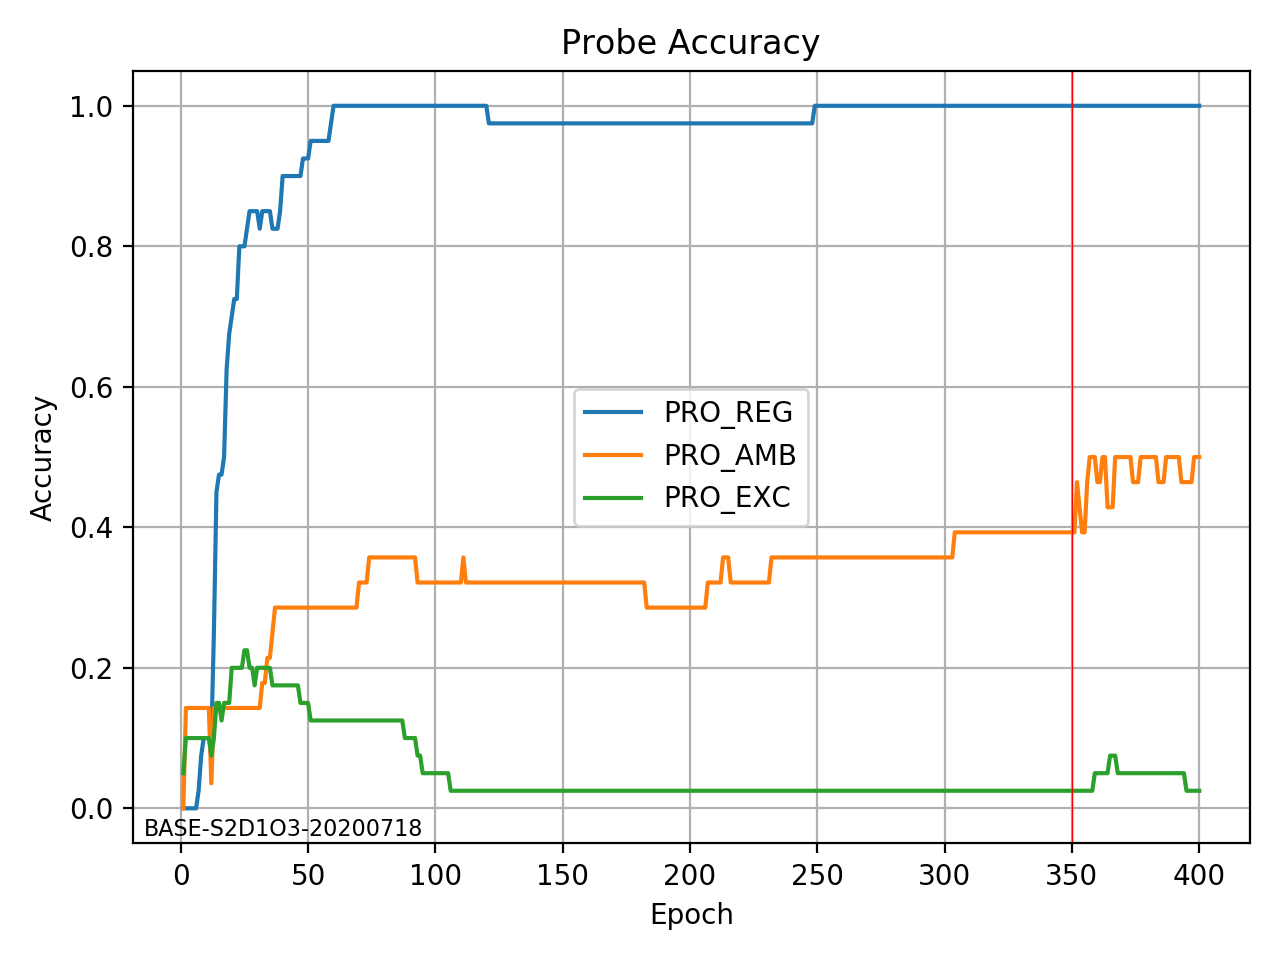 Probe Accuracy
1.0
0.8
0.6
0.4
0.2
0.0
Accuracy
PRO_REG
PRO_AMB
PRO_EXC
BASE-S2D1O3-20200718
0 50 100 150 200 250 300 350 400
Epoch